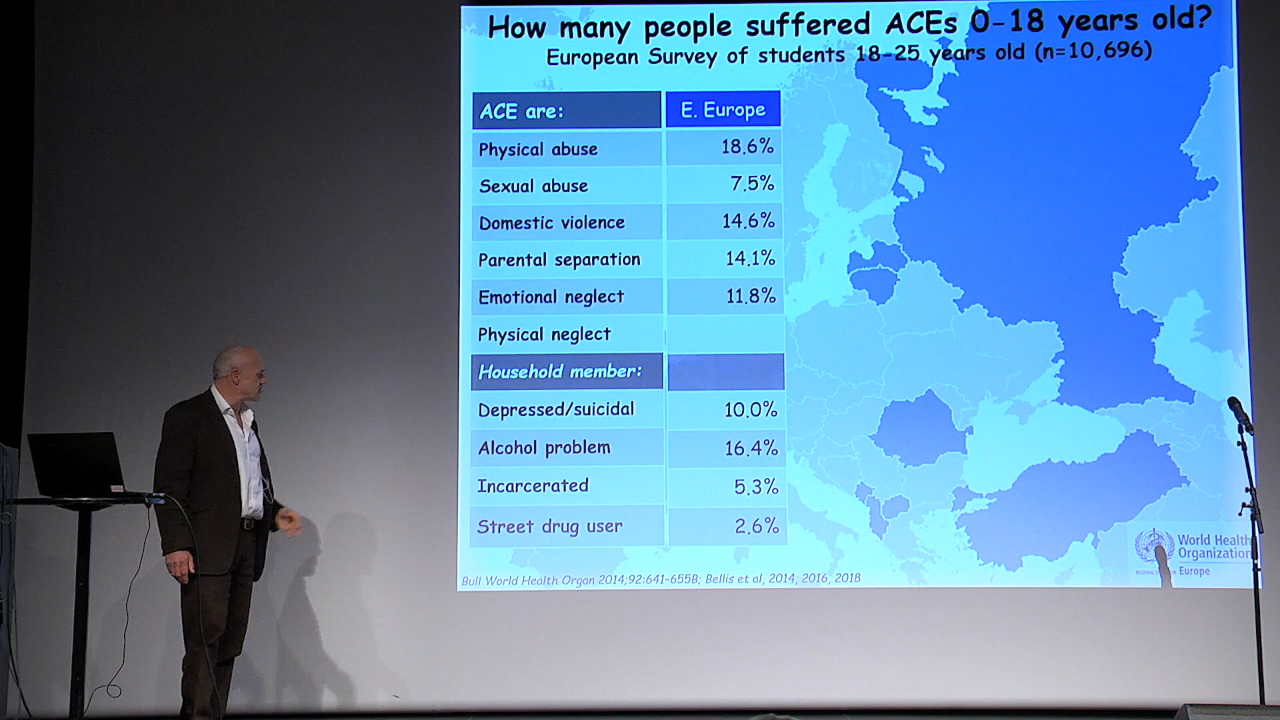 How many people suffered ACEs 0-18 years old?
European Survey of students 18-25 years old (n=10,696)
ACE are: E. Europe
Physical abuse 18.6%
Sexual abuse 7.5%
Domestic violence 14.6%
Parental separation 14.1%
Emotional neglect 11.8%
Physical neglect
Household member:
Depressed/suicidal 10.0%
Alcohol problem 16.4%
Incarcerated 5.3%
Street drug user 2.6%
World Health
Organization
Europe
Bull World Health Organ 2014;92:641-655B; Bellis et al, 2014, 2016, 2018